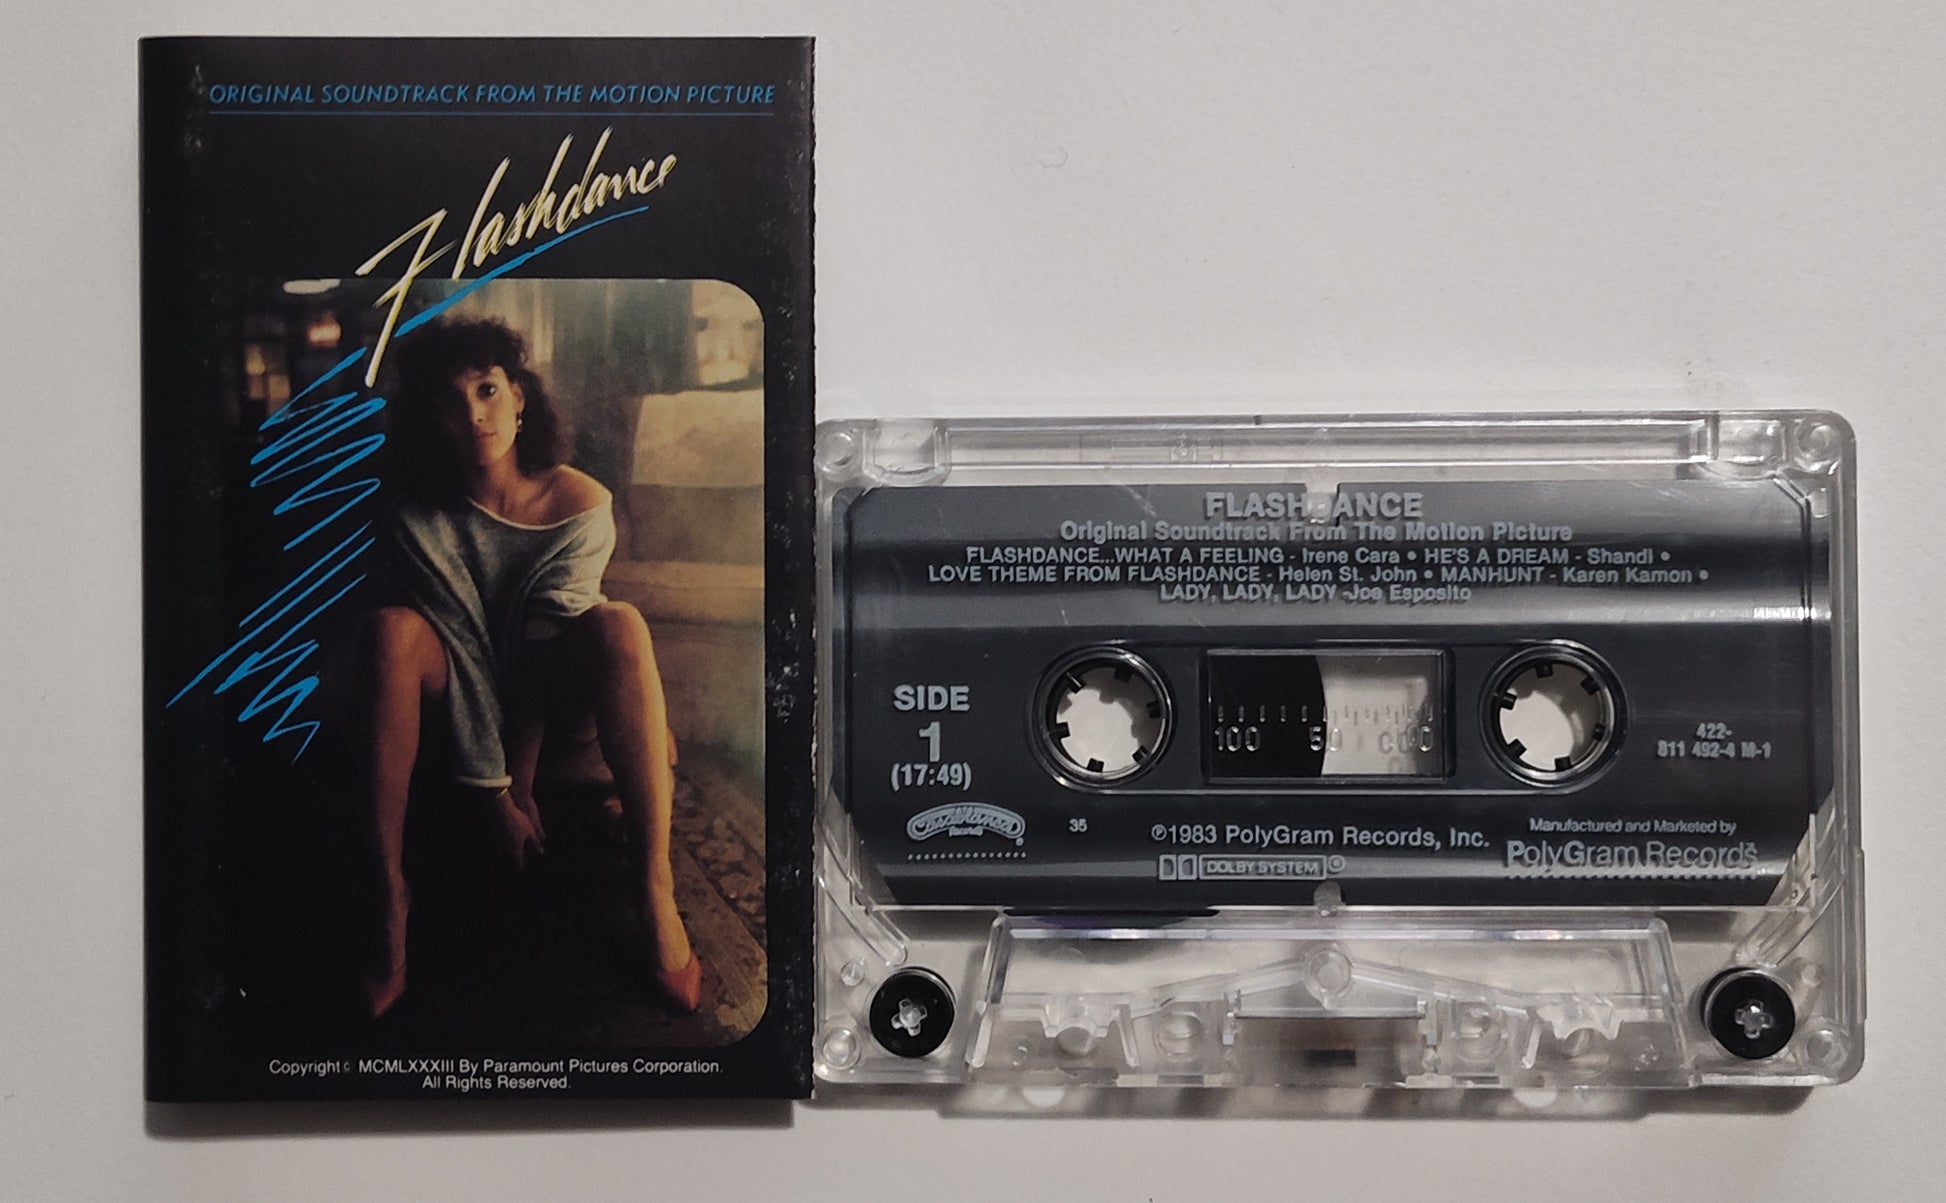 ORIGINAL SOUNDTRACK FROM THE MOTION PICTURE
Flashdance
Copyright © MCMLXXXIII By Paramount Pictures Corporation.
All Rights Reserved.
FLASHDANCE
Original Soundtrack From The Motion Picture
FLASHDANCE...WHAT A FEELING - Irene Cara • HE'S A DREAM - Shandi •
LOVE THEME FROM FLASHDANCE - Helen St. John • MANHUNT - Karen Kamon •
LADY, LADY, LADY -Joe Esposito
SIDE
1
(17:49)
100 50 0
422-
811 492-4 M-1
Casablanca
Records
®
35
℗1983 PolyGram Records, Inc.
DOLBY SYSTEM ®
Manufactured and Marketed by
PolyGram Records